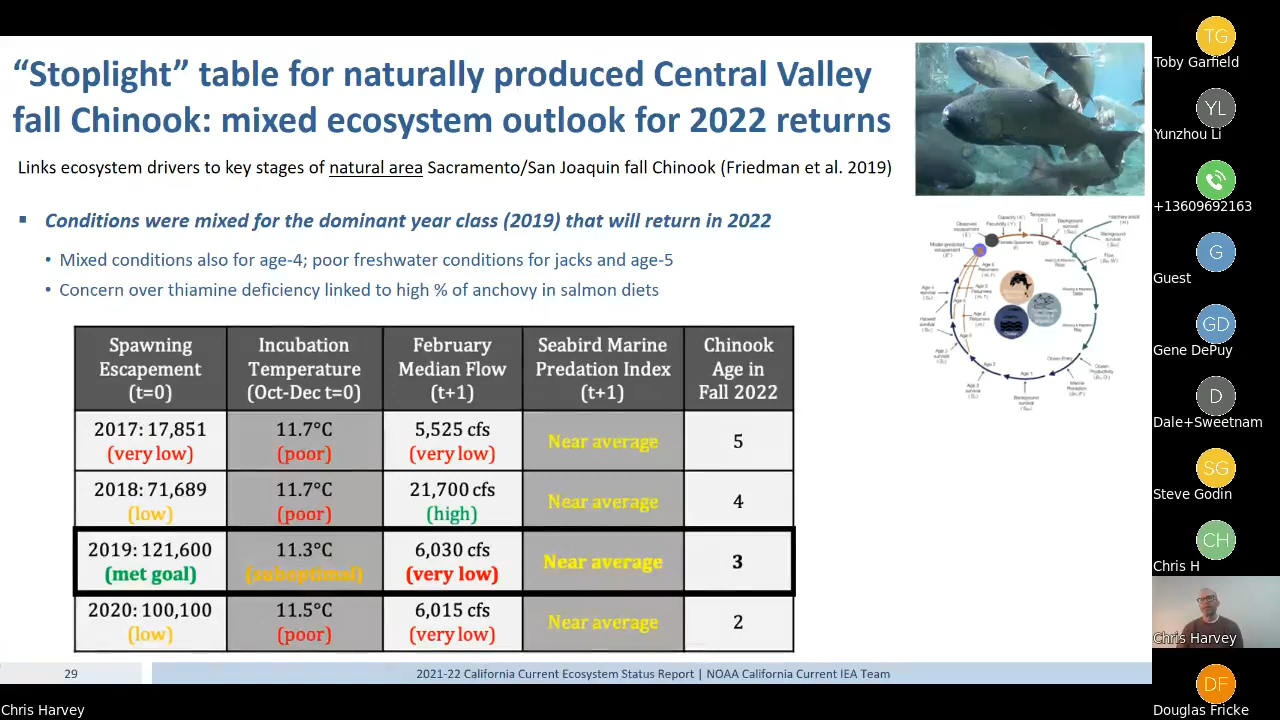 “Stoplight” table for naturally produced Central Valley
fall Chinook: mixed ecosystem outlook for 2022 returns
Links ecosystem drivers to key stages of natural area Sacramento/San Joaquin fall Chinook (Friedman et al. 2019)
▪ Conditions were mixed for the dominant year class (2019) that will return in 2022
• Mixed conditions also for age-4; poor freshwater conditions for jacks and age-5
• Concern over thiamine deficiency linked to high % of anchovy in salmon diets
Spawning Escapement (t=0)
Incubation Temperature (Oct-Dec t=0)
February Median Flow (t+1)
Seabird Marine Predation Index (t+1)
Chinook Age in Fall 2022
2017: 17,851 (very low)
11.7°C (poor)
5,525 cfs (very low)
Near average
5
2018: 71,689 (low)
11.7°C (poor)
21,700 cfs (high)
Near average
4
2019: 121,600 (met goal)
11.3°C (suboptimal)
6,030 cfs (very low)
Near average
3
2020: 100,100 (low)
11.5°C (poor)
6,015 cfs (very low)
Near average
2
29
2021-22 California Current Ecosystem Status Report | NOAA California Current IEA Team
Chris Harvey
TG
Toby Garfield
YL
Yunzhou Li
+13609692163
G
Guest
GD
Gene DePuy
D
Dale+Sweetnam
SG
Steve Godin
CH
Chris H
Chris Harvey
DF
Douglas Fricke